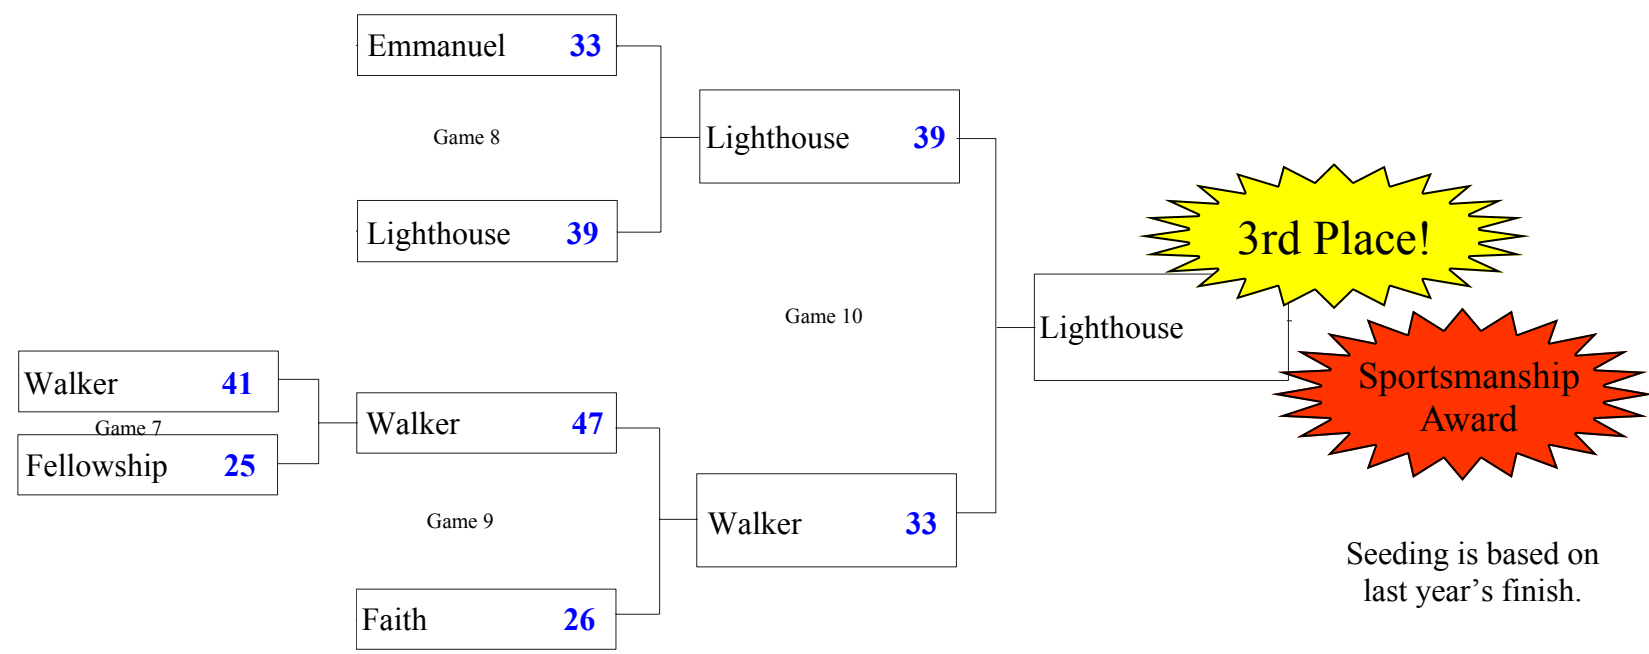 Emmanuel 33
Game 8
Lighthouse 39
Lighthouse 39
3rd Place!
Game 10
Lighthouse
Sportsmanship
Award
Walker 41
Game 7
Fellowship 25
Walker 47
Game 9
Walker 33
Faith 26
Seeding is based on
last year’s finish.